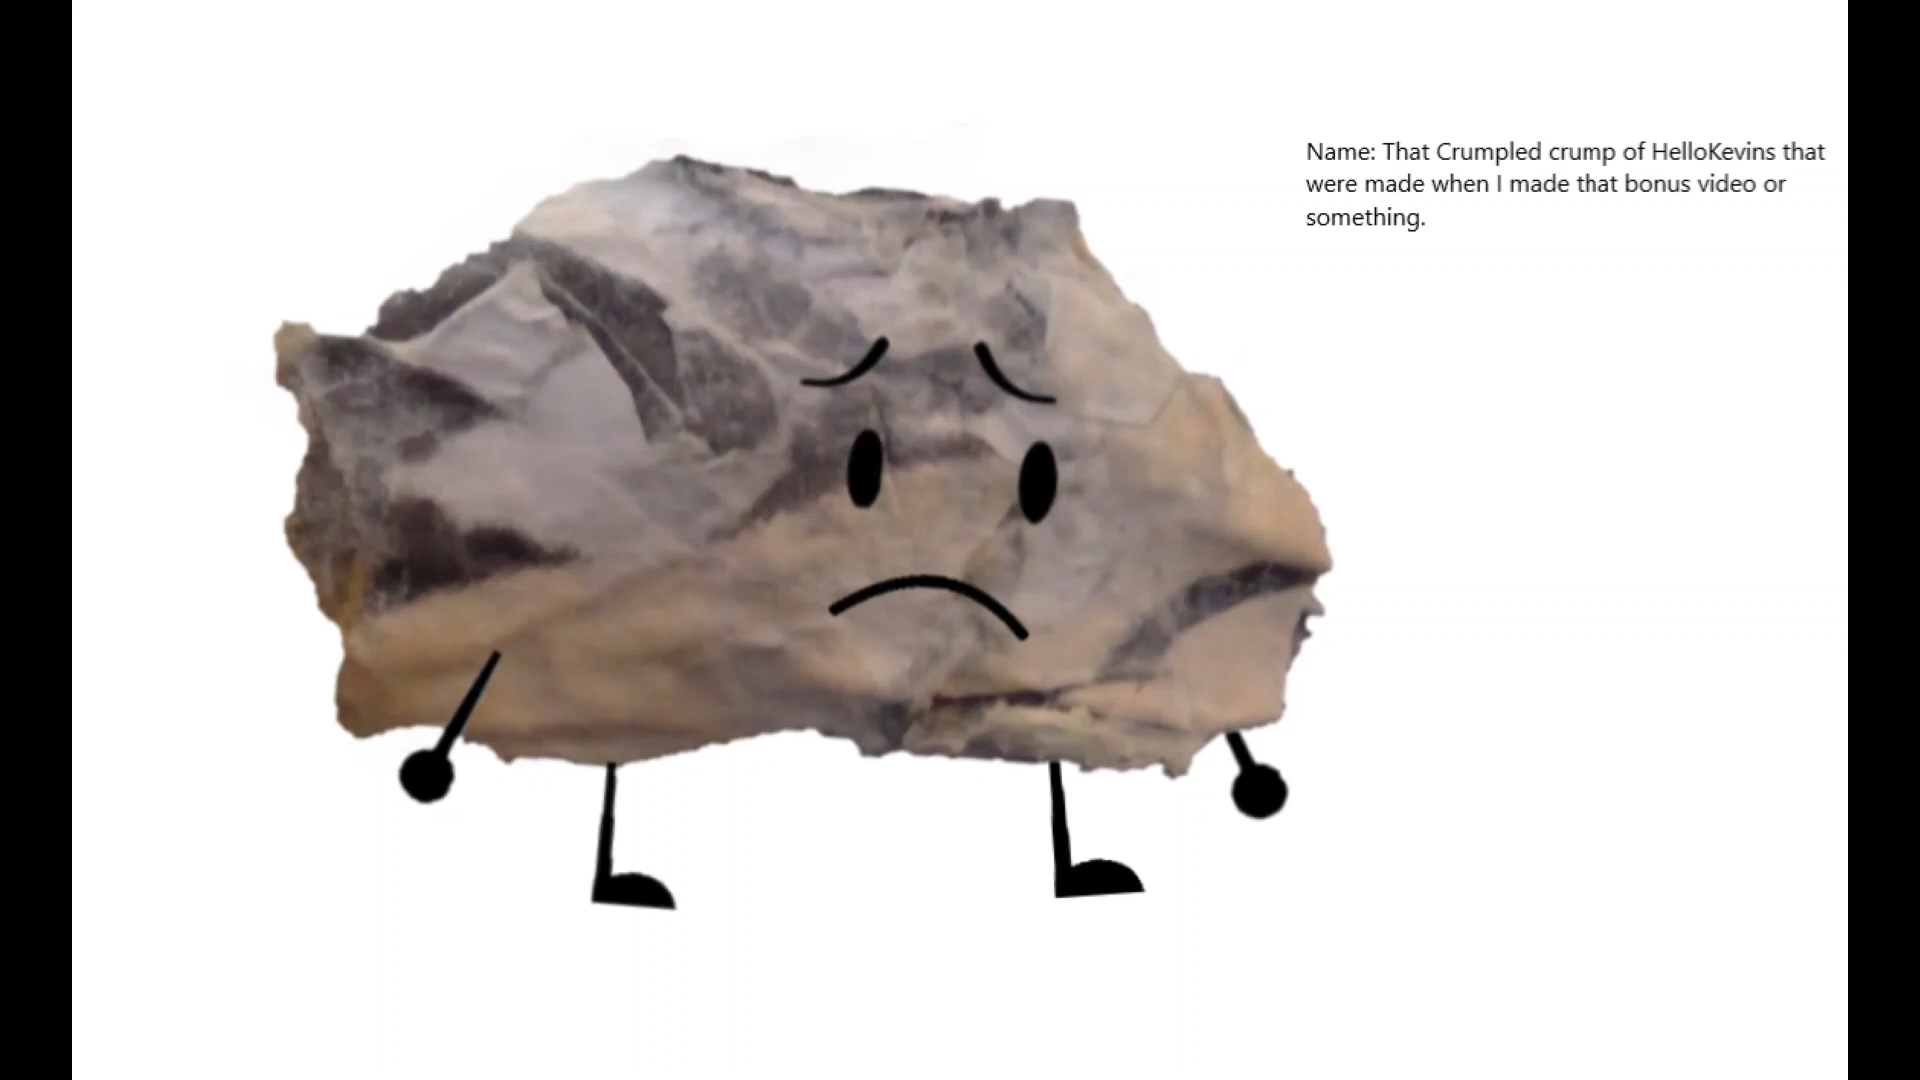 Name: That Crumpled crump of HelloKevins that
were made when I made that bonus video or
something.